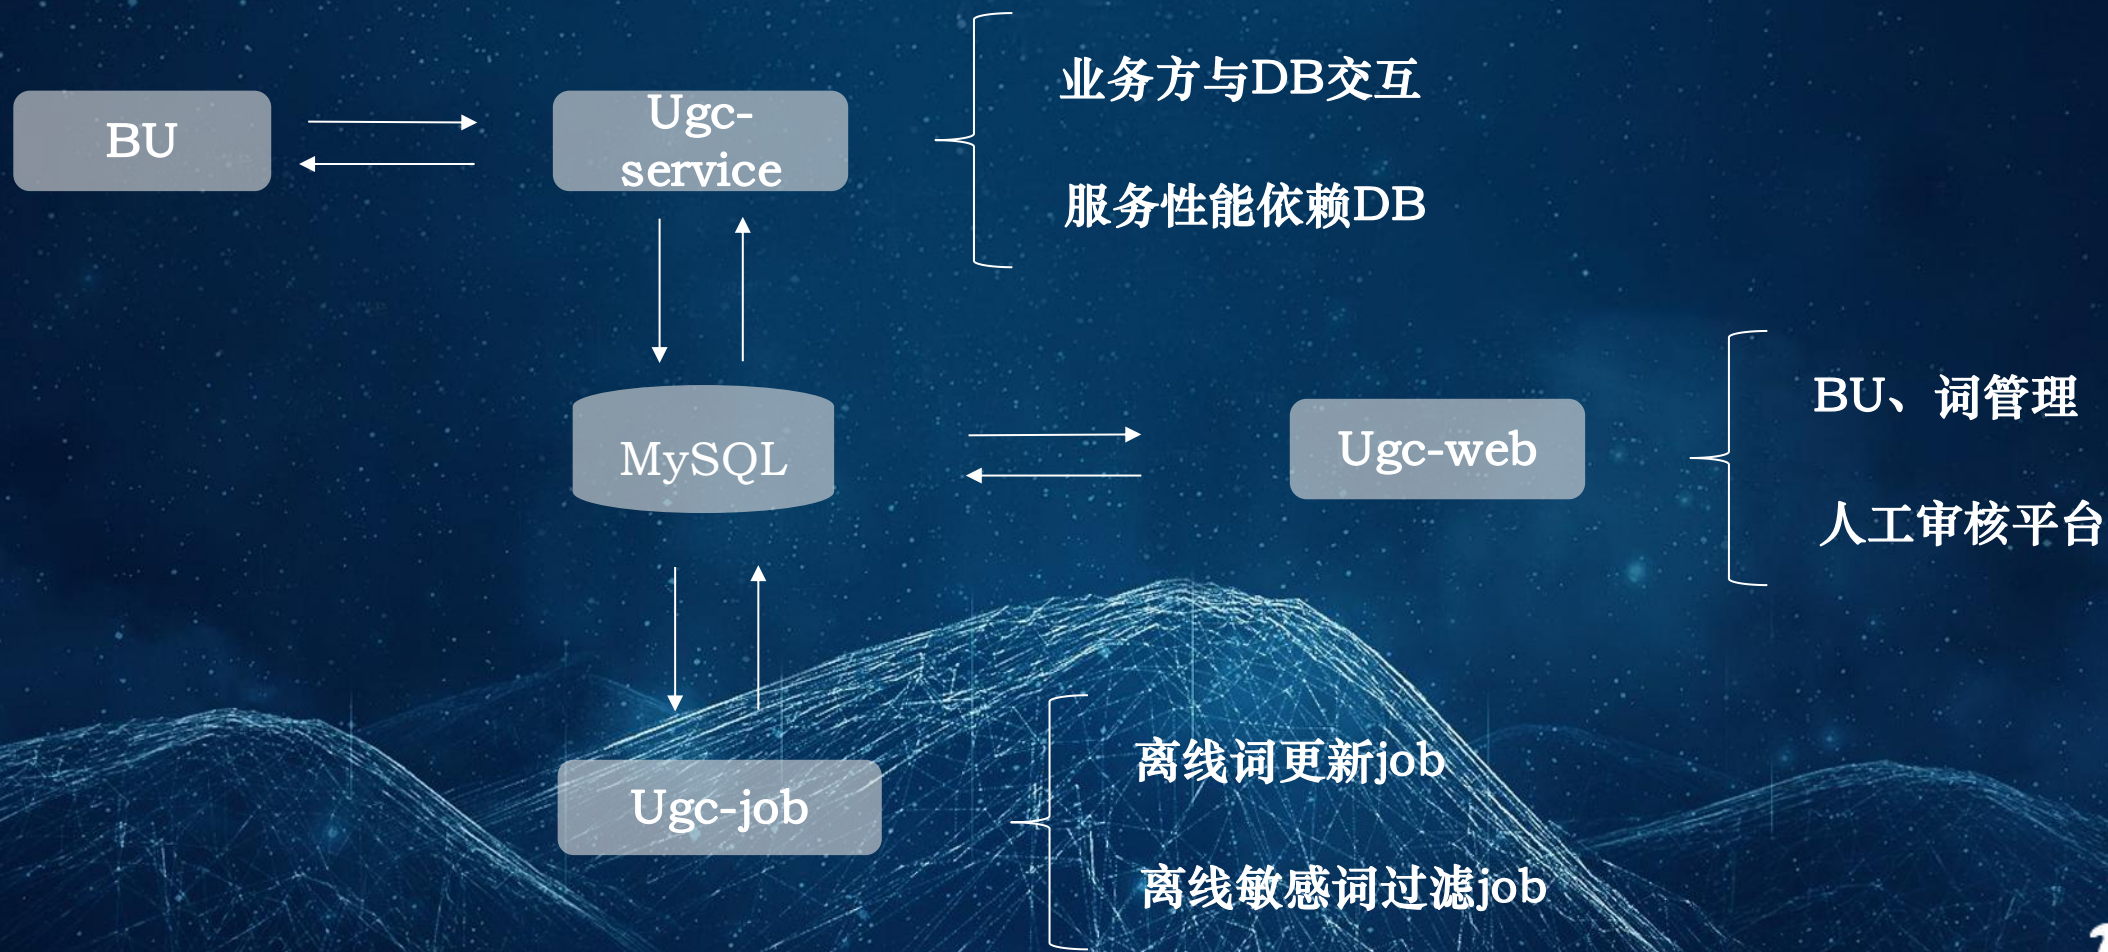 BU
Ugc-
service
业务方与DB交互
服务性能依赖DB
MySQL
Ugc-web
BU、词管理
人工审核平台
Ugc-job
离线词更新job
离线敏感词过滤job